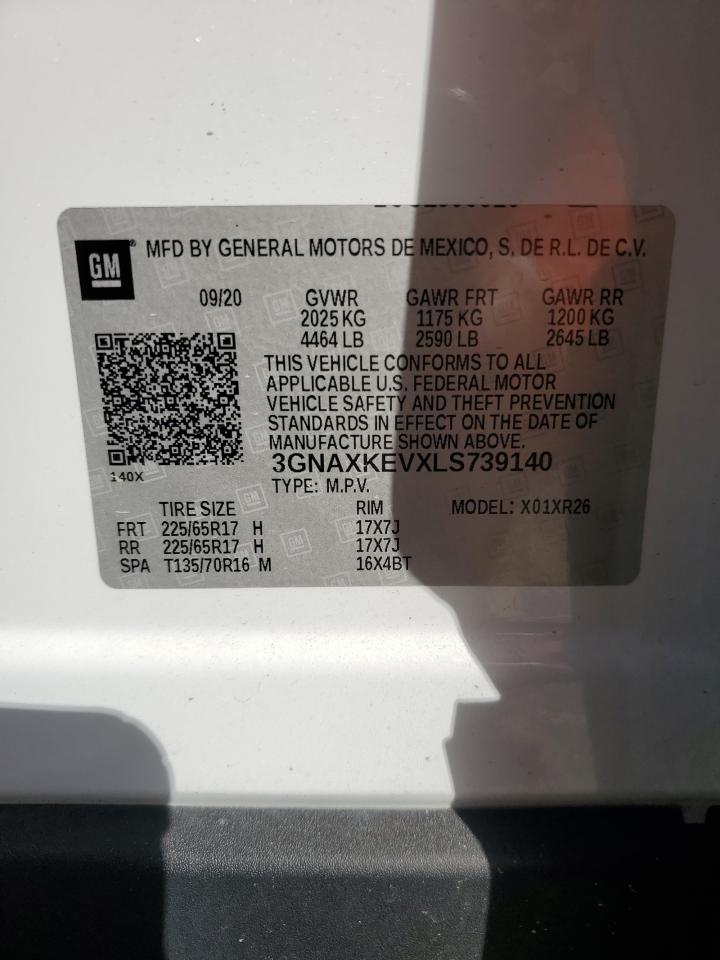 GM® MFD BY GENERAL MOTORS DE MEXICO, S. DE R.L. DE C.V.
09/20 GVWR GAWR FRT GAWR RR
2025 KG 1175 KG 1200 KG
4464 LB 2590 LB 2645 LB
THIS VEHICLE CONFORMS TO ALL
APPLICABLE U.S. FEDERAL MOTOR
VEHICLE SAFETY AND THEFT PREVENTION
STANDARDS IN EFFECT ON THE DATE OF
MANUFACTURE SHOWN ABOVE.
3GNAXKEVXLS739140
140X
TYPE: M.P.V.
TIRE SIZE RIM MODEL: X01XR26
FRT 225/65R17 H 17X7J
RR 225/65R17 H 17X7J
SPA T135/70R16 M 16X4BT